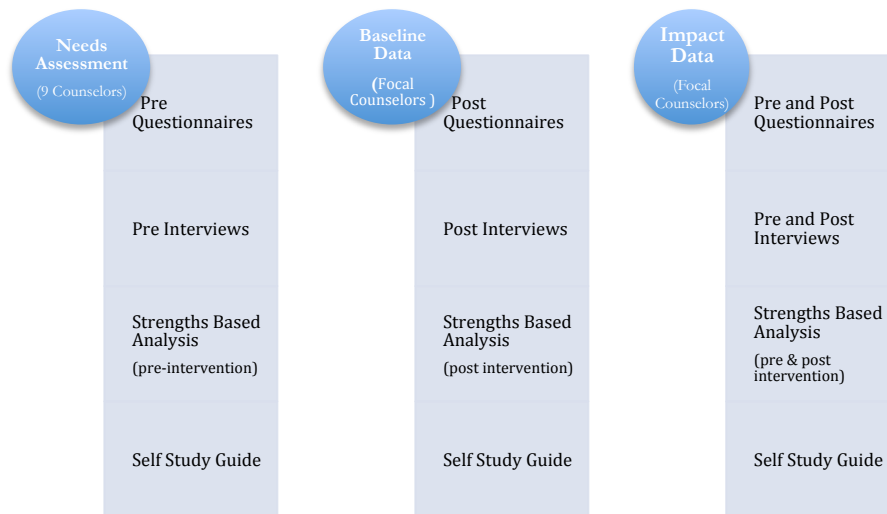 Needs
Assessment
(9 Counselors)
Pre
Questionnaires
Pre Interviews
Strengths Based
Analysis
(pre-intervention)
Self Study Guide
Baseline
Data
(Focal
Counselors )
Post
Questionnaires
Post Interviews
Strengths Based
Analysis
(post intervention)
Self Study Guide
Impact
Data
(Focal
Counselors)
Pre and Post
Questionnaires
Pre and Post
Interviews
Strengths Based
Analysis
(pre & post
intervention)
Self Study Guide